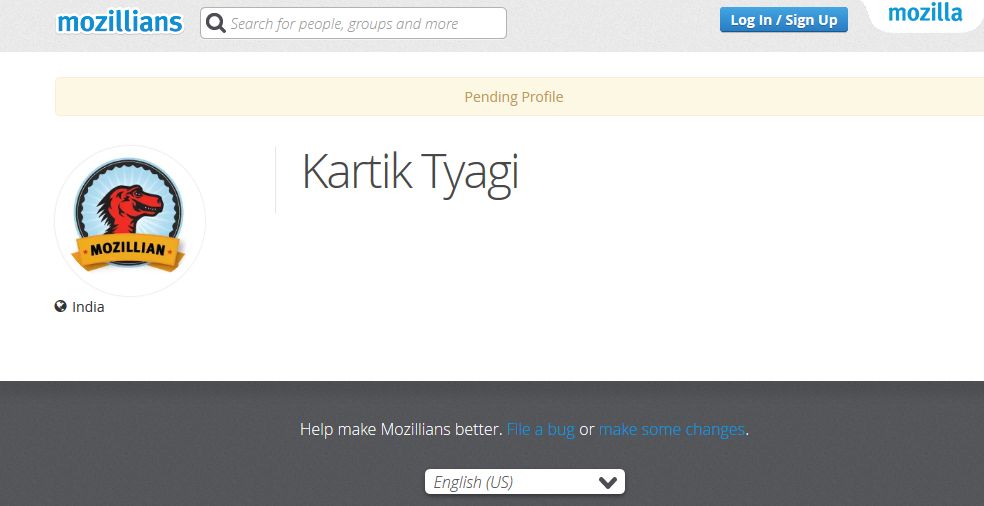 mozillians
Search for people, groups and more
Log In / Sign Up
mozilla
Pending Profile
Kartik Tyagi
MOZILLIAN
India
Help make Mozillians better. File a bug or make some changes.
English (US)